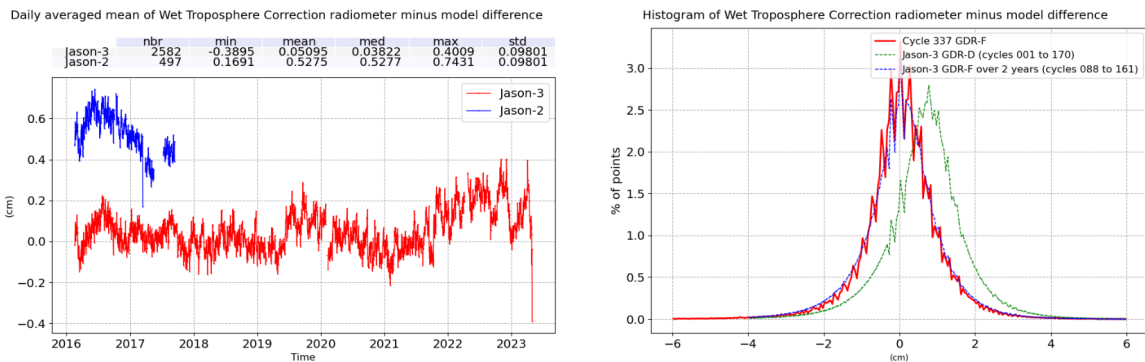 Daily averaged mean of Wet Troposphere Correction radiometer minus model difference
nbr min mean med max std
Jason-3 2582 -0.3895 0.05095 0.03822 0.4009 0.09801
Jason-2 497 0.1691 0.5275 0.5277 0.7431 0.09801
Jason-3
Jason-2
0.6
0.4
0.2
0.0
−0.2
−0.4
(cm)
2016 2017 2018 2019 2020 2021 2022 2023
Time
Histogram of Wet Troposphere Correction radiometer minus model difference
Cycle 337 GDR-F
Jason-3 GDR-D (cycles 001 to 170)
Jason-3 GDR-F over 2 years (cycles 088 to 161)
3.0
2.5
2.0
1.5
1.0
0.5
0.0
% of points
−6 −4 −2 0 2 4 6
(cm)